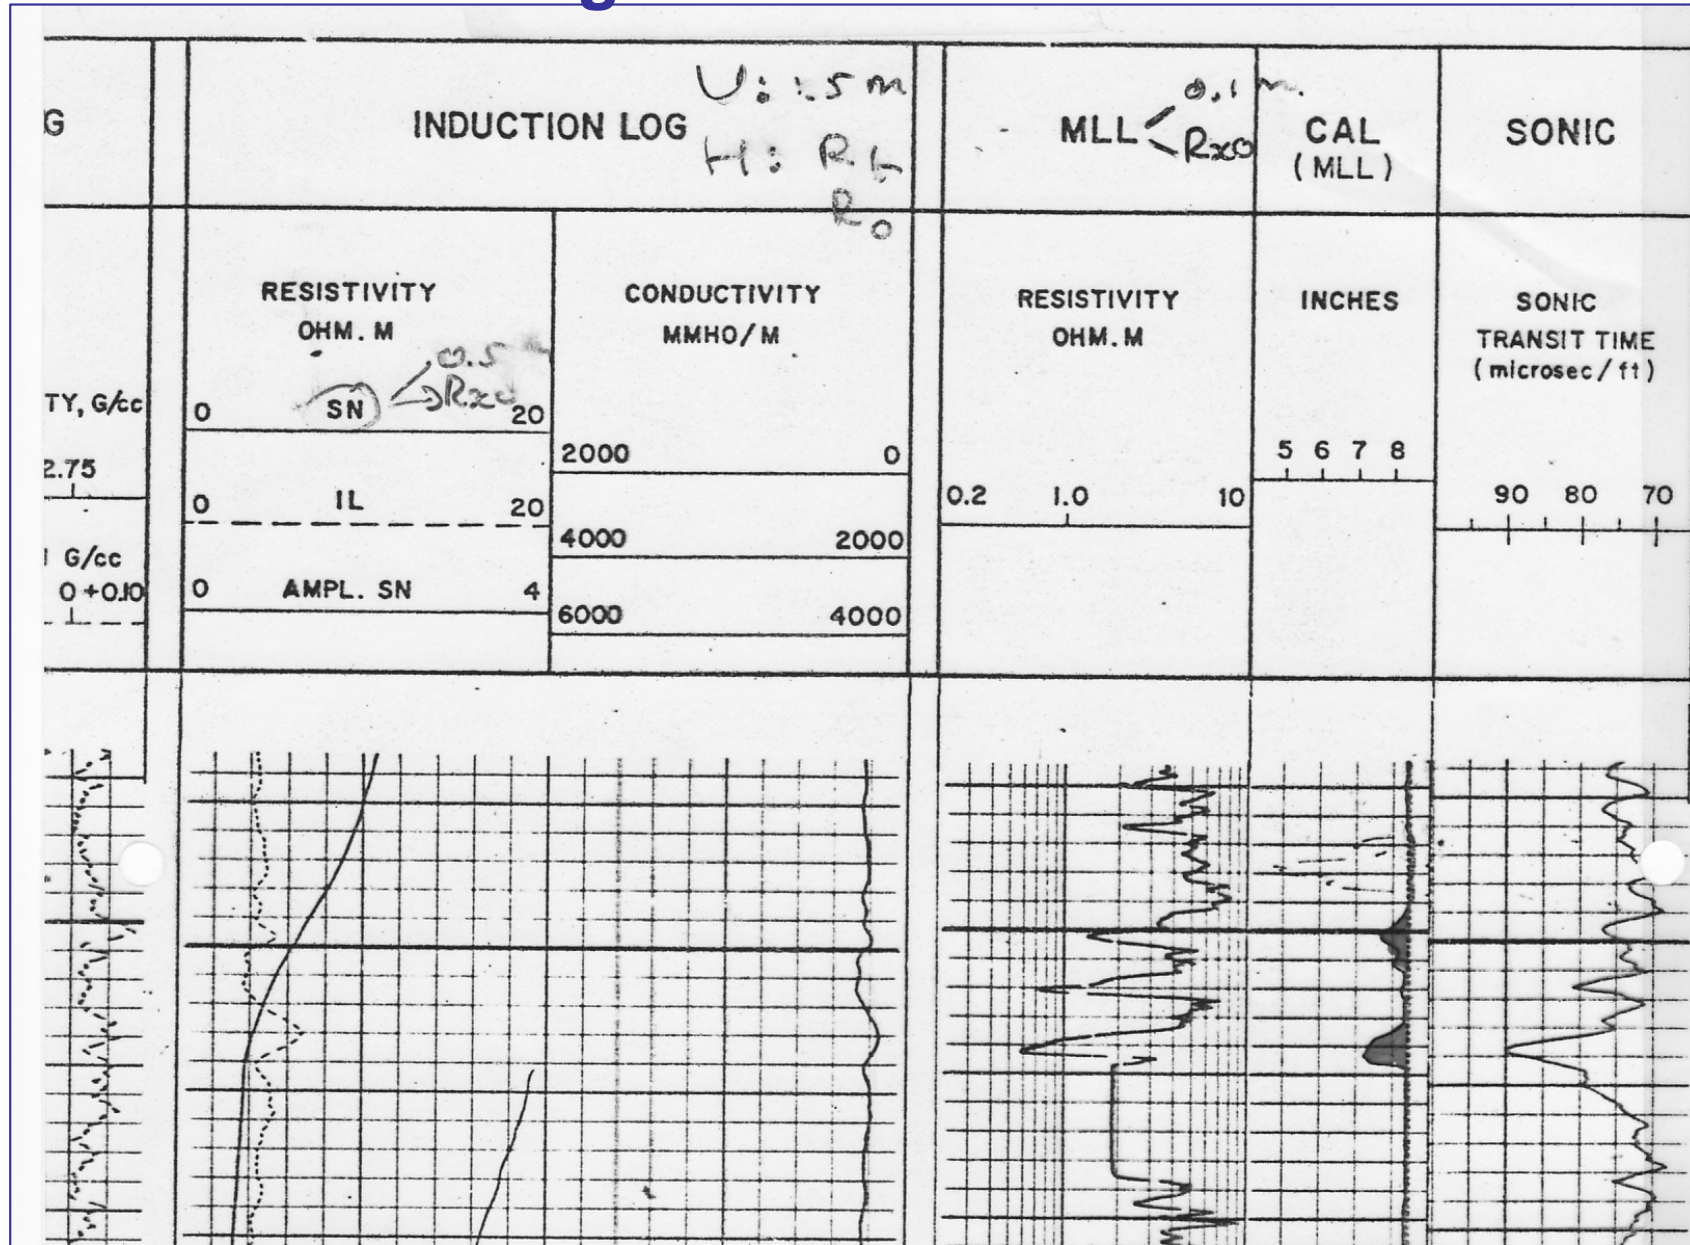 G
INDUCTION LOG
V: 1.5 m
H: Rt
Ro
MLL
0.1 m
Rxo
CAL
(MLL)
SONIC
TY, G/cc
2.75
G/cc
0 +0.10
RESISTIVITY
OHM. M
0.5 m
Rxo
0 SN 20
0 IL 20
0 AMPL. SN 4
CONDUCTIVITY
MMHO/M
2000 0
4000 2000
6000 4000
RESISTIVITY
OHM. M
0.2 1.0 10
INCHES
5 6 7 8
SONIC
TRANSIT TIME
(microsec/ft)
90 80 70